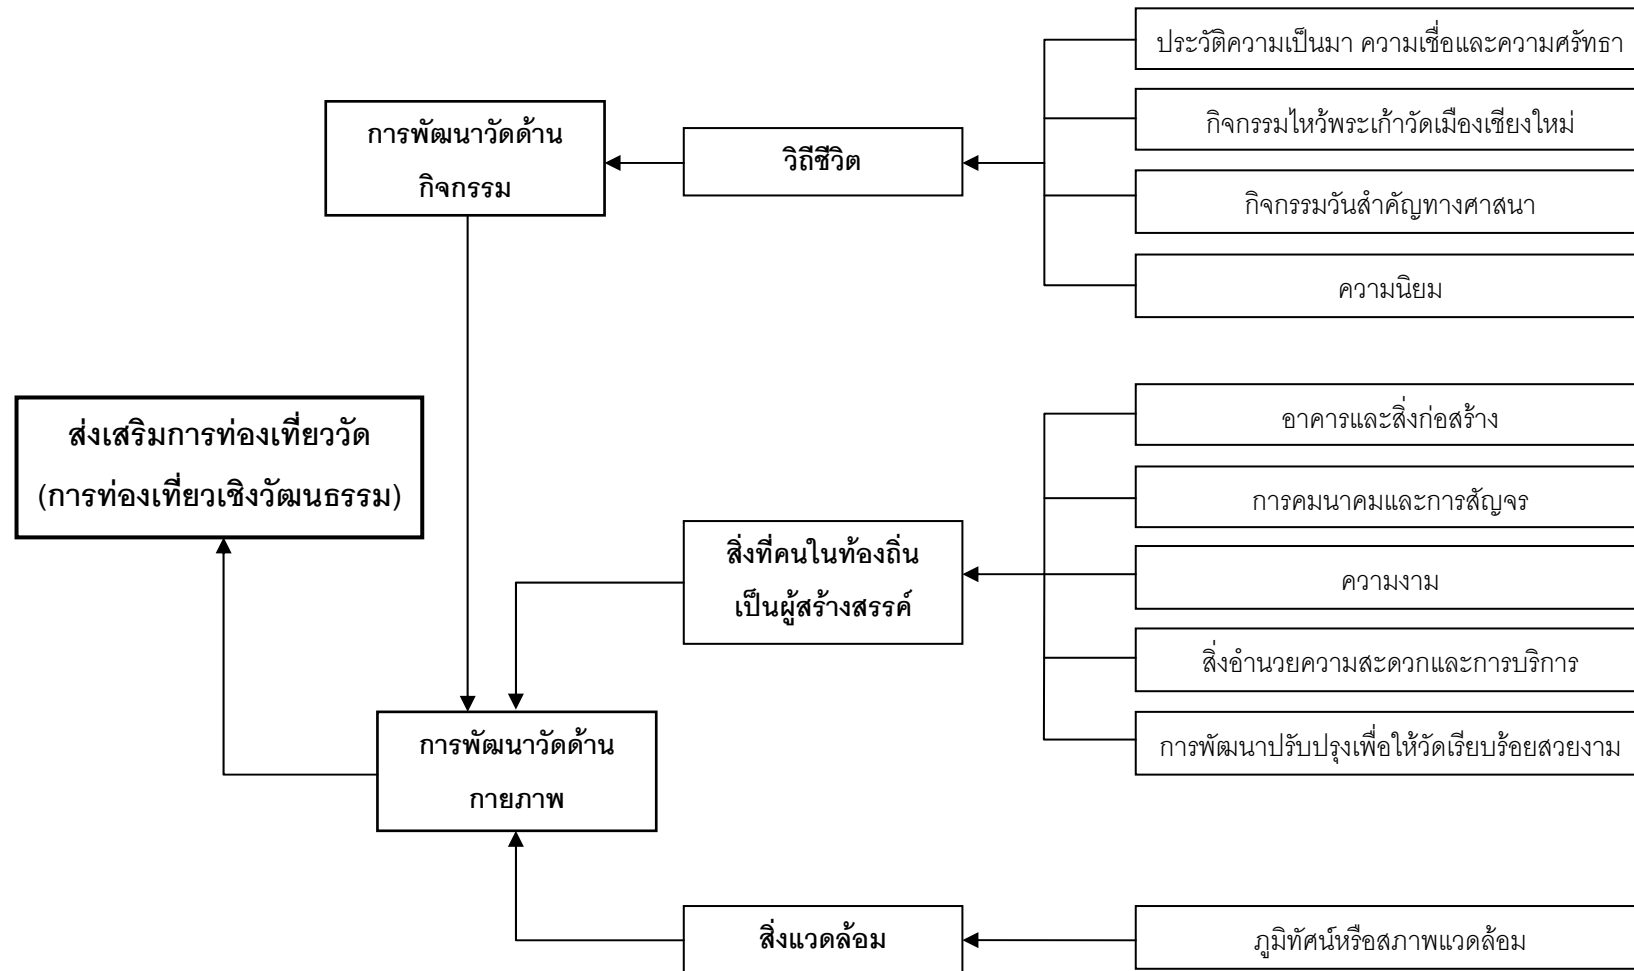 ประวัติความเป็นมา ความเชื่อและความศรัทธา
การพัฒนาวัดด้าน
กิจกรรม
วิถีชีวิต
กิจกรรมไหว้พระเก้าวัดเมืองเชียงใหม่
กิจกรรมวันสำคัญทางศาสนา
ความนิยม
ส่งเสริมการท่องเที่ยววัด
(การท่องเที่ยวเชิงวัฒนธรรม)
อาคารและสิ่งก่อสร้าง
การคมนาคมและการสัญจร
สิ่งที่คนในท้องถิ่น
เป็นผู้สร้างสรรค์
ความงาม
สิ่งอำนวยความสะดวกและการบริการ
การพัฒนาปรับปรุงเพื่อให้วัดเรียบร้อยสวยงาม
การพัฒนาวัดด้าน
กายภาพ
สิ่งแวดล้อม
ภูมิทัศน์หรือสภาพแวดล้อม